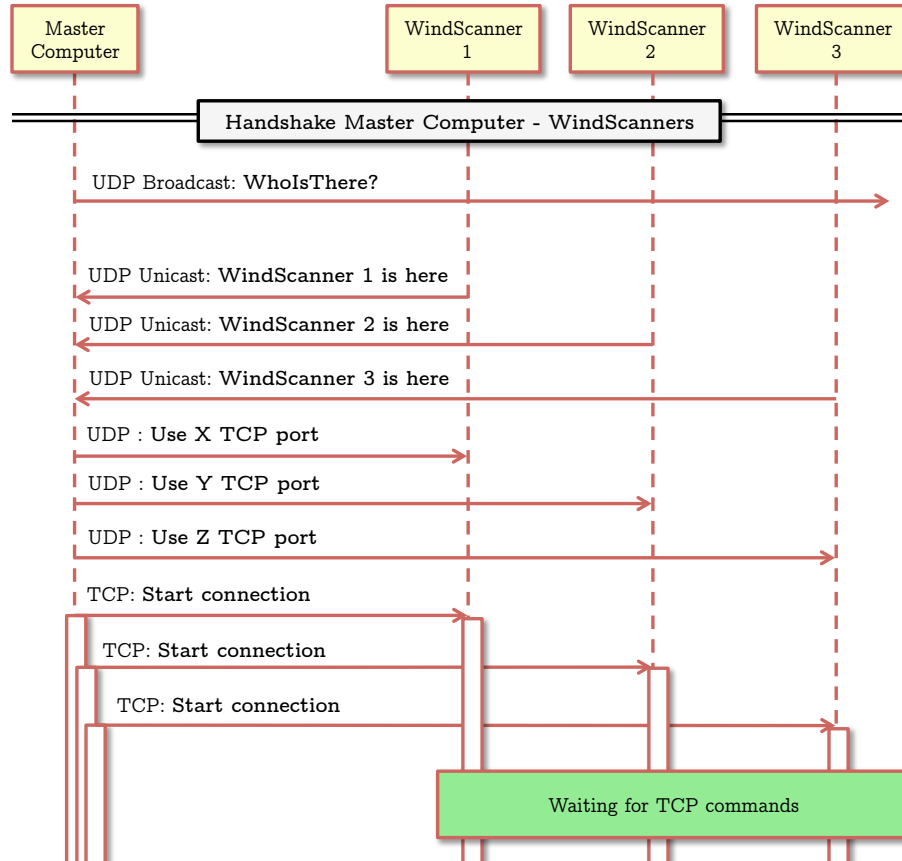 Master
Computer
WindScanner
1
WindScanner
2
WindScanner
3
Handshake Master Computer - WindScanners
UDP Broadcast: WhoIsThere?
UDP Unicast: WindScanner 1 is here
UDP Unicast: WindScanner 2 is here
UDP Unicast: WindScanner 3 is here
UDP : Use X TCP port
UDP : Use Y TCP port
UDP : Use Z TCP port
TCP: Start connection
TCP: Start connection
TCP: Start connection
Waiting for TCP commands